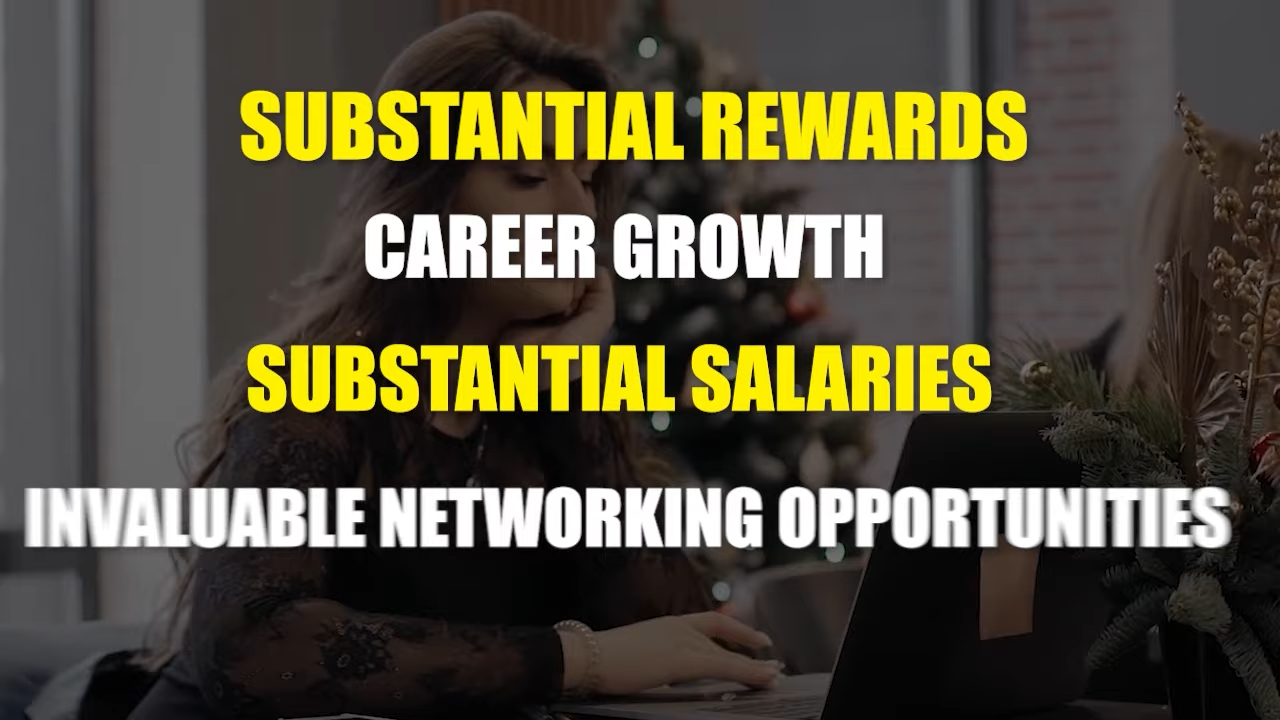 SUBSTANTIAL REWARDS
CAREER GROWTH
SUBSTANTIAL SALARIES
INVALUABLE NETWORKING OPPORTUNITIES